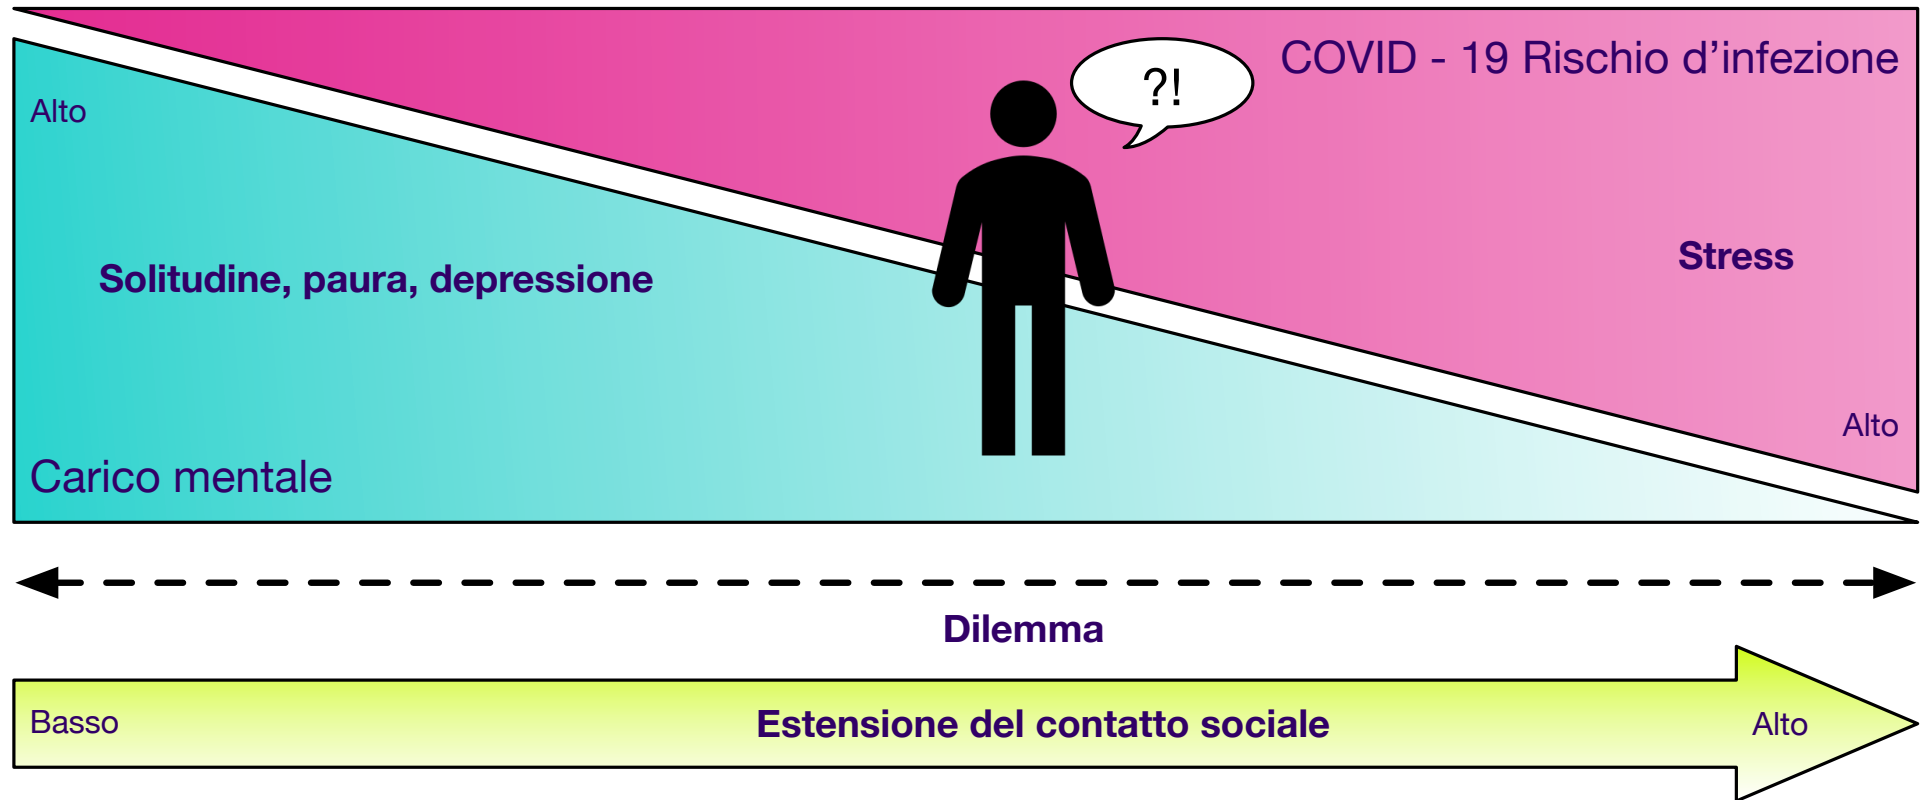 COVID - 19 Rischio d'infezione
?!
Alto
Solitudine, paura, depressione
Stress
Alto
Carico mentale
Dilemma
Basso
Estensione del contatto sociale
Alto